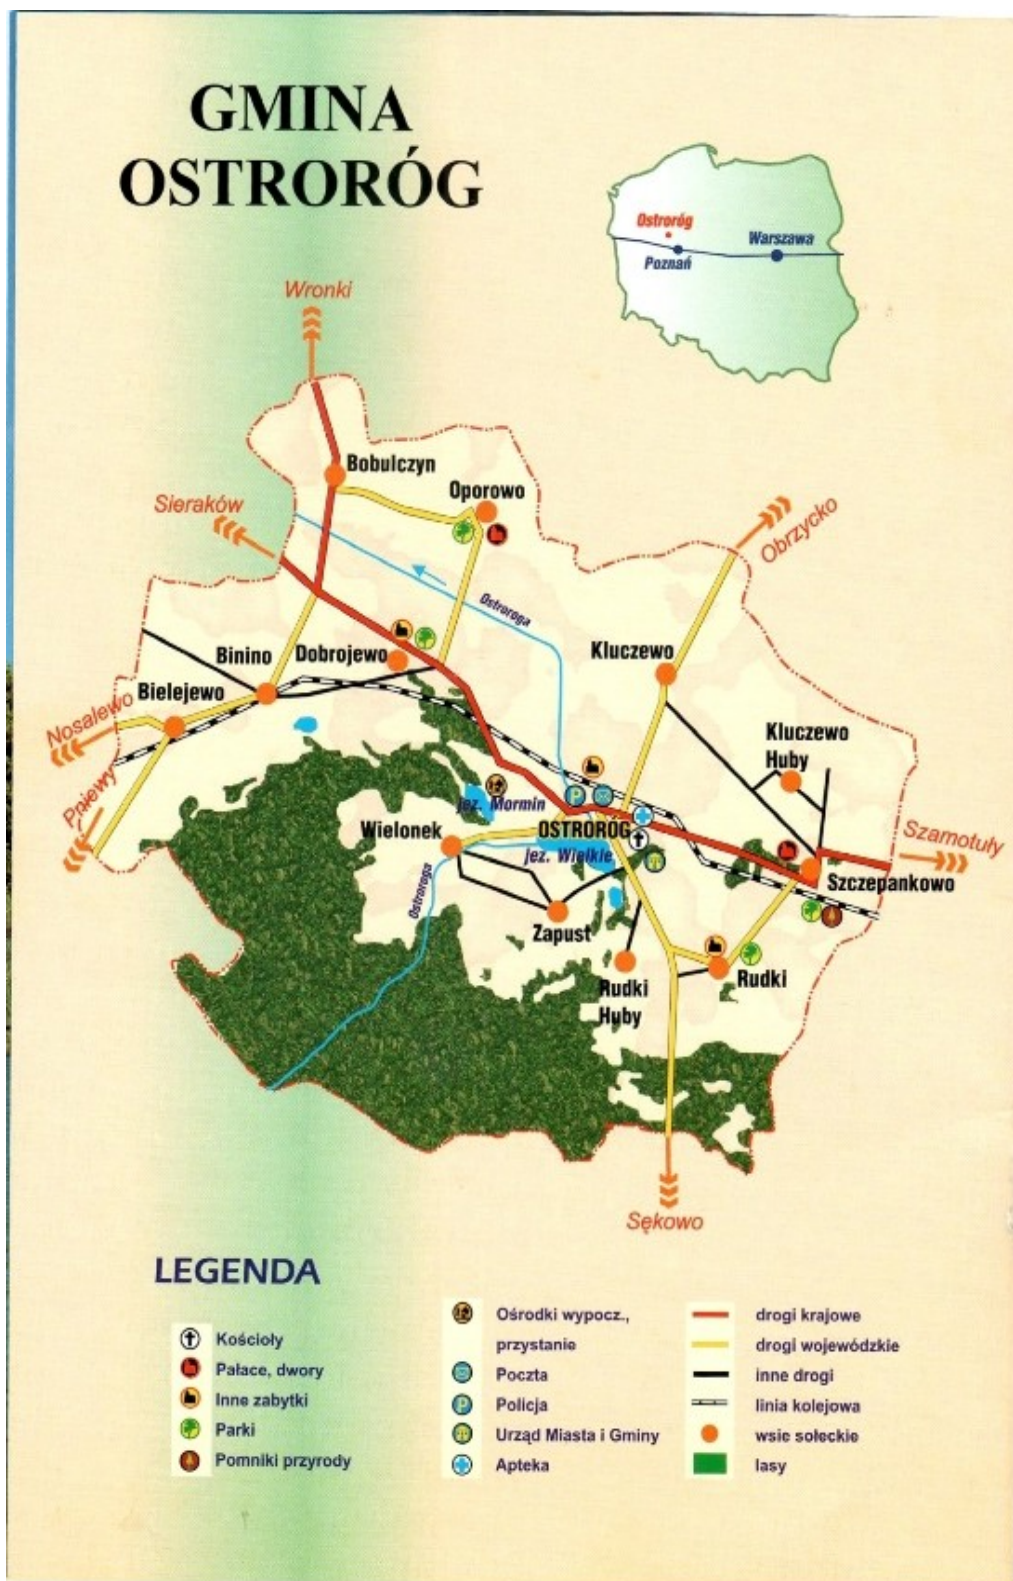 GMINA
OSTRORÓG
Ostroróg
Warszawa
Poznań
Wronki
Bobulczyn
Sieraków
Oporowo
Obrzycko
Ostroroga
Kluczewo
Binino
Dobrojewo
Bielejewo
Nosalewo
Kluczewo
Huby
Pniewy
jez. Mormin
Wielonek
OSTRORÓG
Szamotuły
jez. Wielkie
Szczepankowo
Ostroroga
Zapust
Rudki
Rudki
Huby
Sękowo
LEGENDA
Kościoły
Pałace, dwory
Inne zabytki
Parki
Pomniki przyrody
Ośrodki wypocz.,
przystanie
Poczta
Policja
Urząd Miasta i Gminy
Apteka
drogi krajowe
drogi wojewódzkie
inne drogi
linia kolejowa
wsie sołeckie
lasy